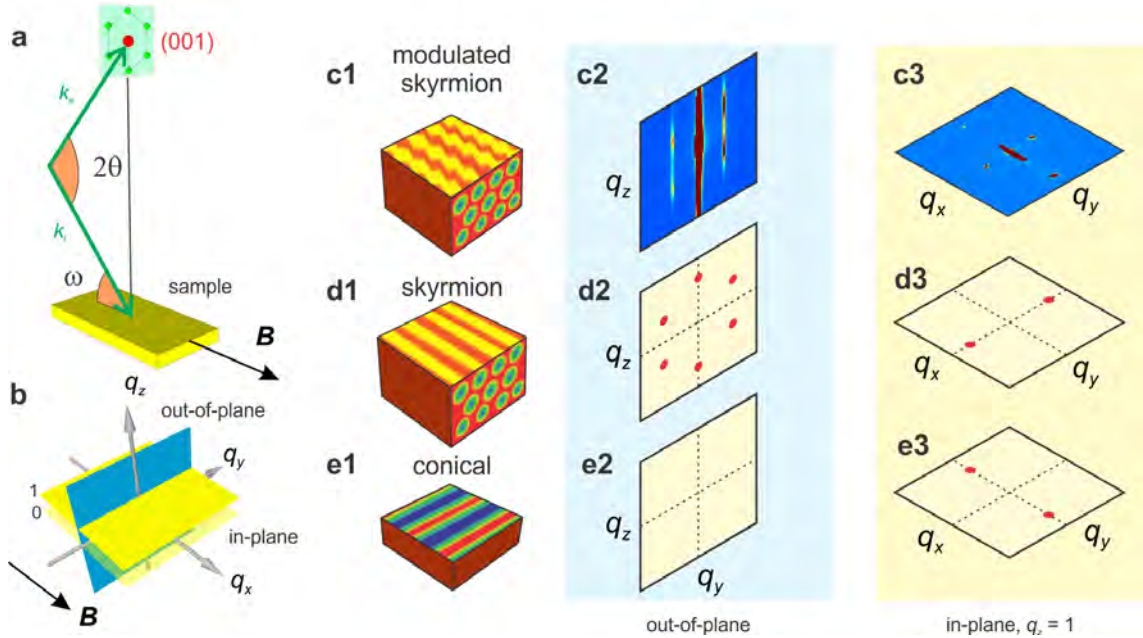 a
(001)
kₑ
2θ
kᵢ
ω
sample
B
b
q_z
out-of-plane
q_y
1
0
in-plane
q_x
B
c1
modulated
skyrmion
c2
q_z
c3
q_x
q_y
d1
skyrmion
d2
q_z
d3
q_x
q_y
e1
conical
e2
q_z
q_y
e3
q_x
q_y
out-of-plane
in-plane, q_z = 1